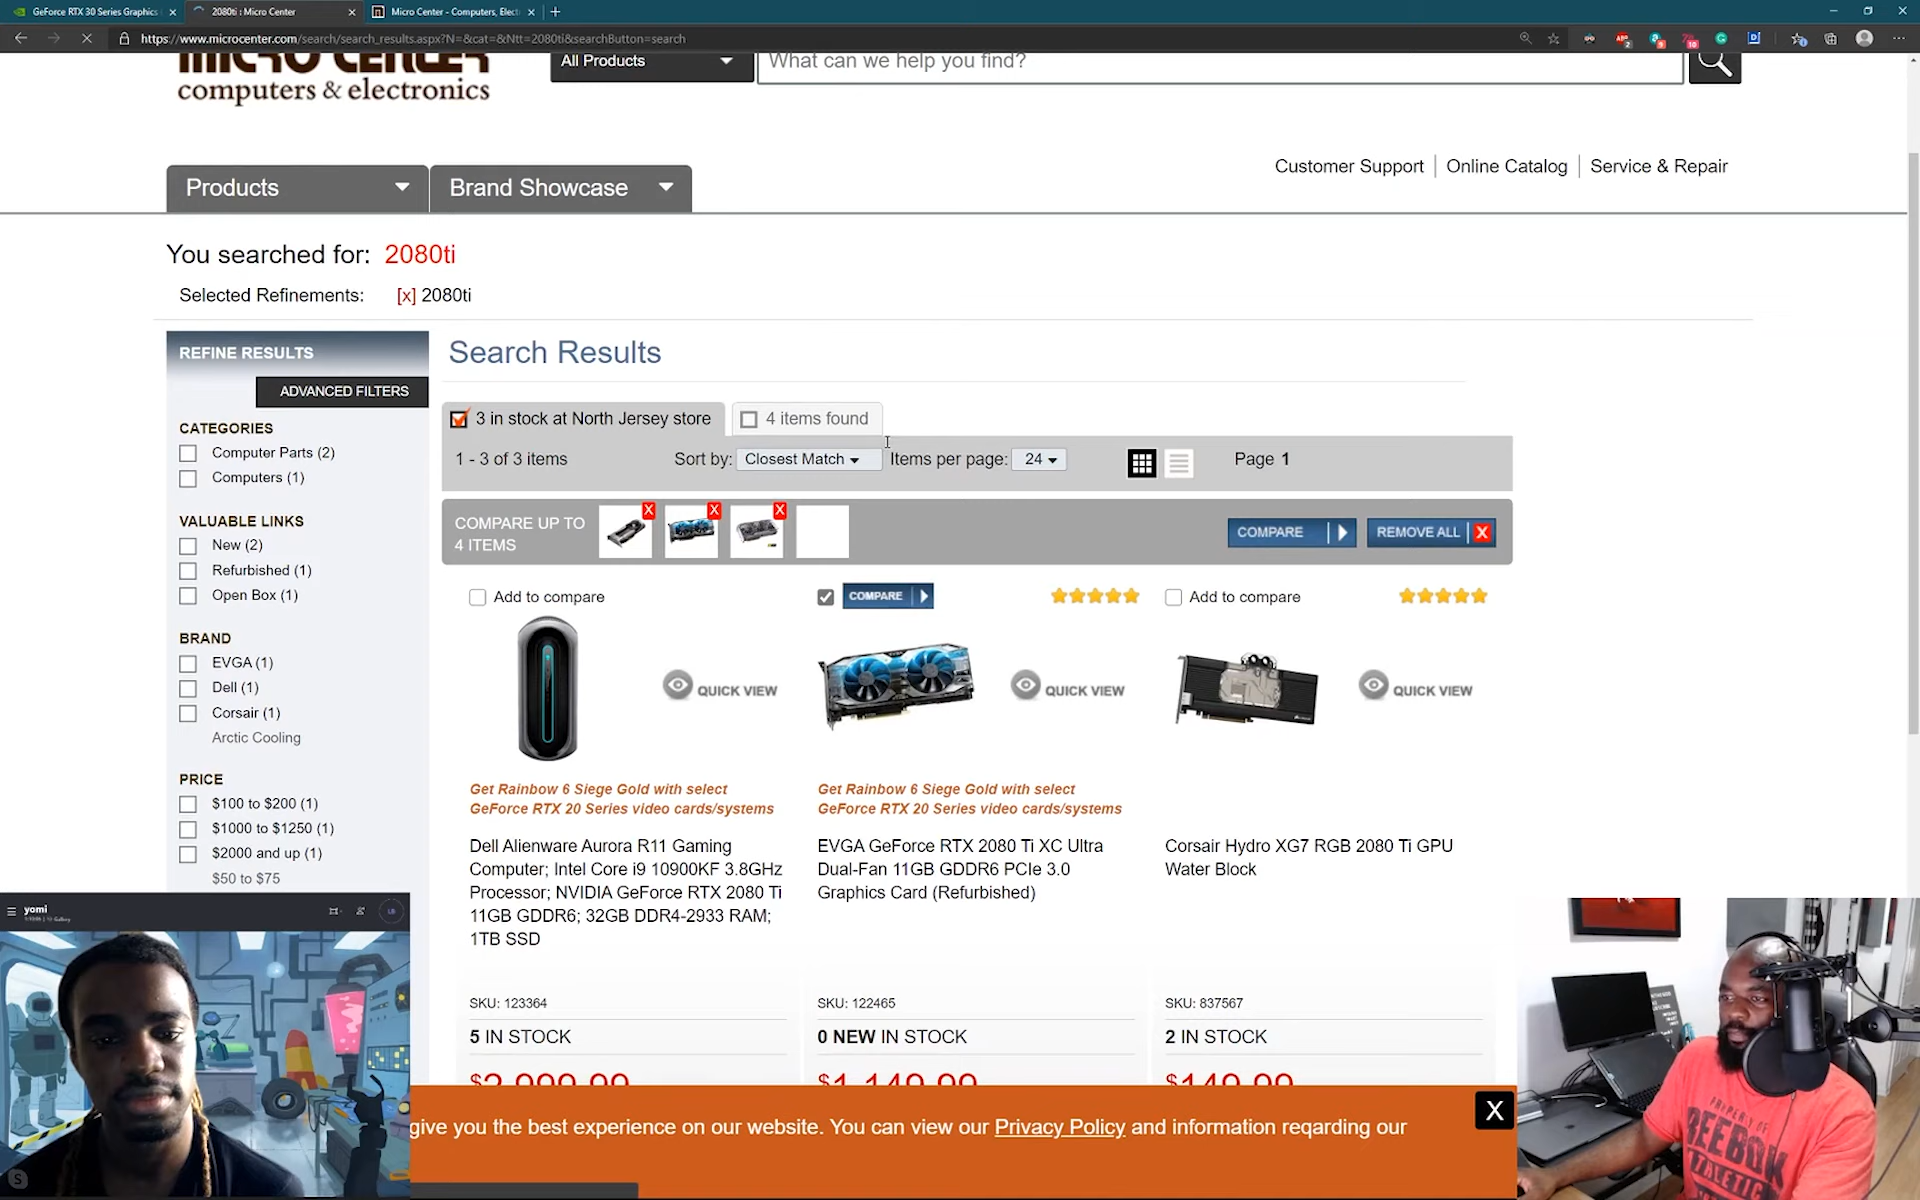 GeForce RTX 30 Series Graphics
2080ti : Micro Center
Micro Center - Computers, Elect
https://www.microcenter.com/search/search_results.aspx?N=&cat=&Ntt=2080ti&searchButton=search
MICRO CENTER
computers & electronics
All Products
What can we help you find?
Products
Brand Showcase
Customer Support
Online Catalog
Service & Repair
You searched for: 2080ti
Selected Refinements: [x] 2080ti
REFINE RESULTS
ADVANCED FILTERS
CATEGORIES
Computer Parts (2)
Computers (1)
VALUABLE LINKS
New (2)
Refurbished (1)
Open Box (1)
BRAND
EVGA (1)
Dell (1)
Corsair (1)
Arctic Cooling
PRICE
$100 to $200 (1)
$1000 to $1250 (1)
$2000 and up (1)
$50 to $75
Search Results
3 in stock at North Jersey store
4 items found
1 - 3 of 3 items
Sort by: Closest Match
Items per page: 24
Page 1
COMPARE UP TO
4 ITEMS
X
X
X
COMPARE
REMOVE ALL X
Add to compare
QUICK VIEW
Get Rainbow 6 Siege Gold with select
GeForce RTX 20 Series video cards/systems
Dell Alienware Aurora R11 Gaming
Computer; Intel Core i9 10900KF 3.8GHz
Processor; NVIDIA GeForce RTX 2080 Ti
11GB GDDR6; 32GB DDR4-2933 RAM;
1TB SSD
SKU: 123364
5 IN STOCK
$2,999.99
COMPARE
QUICK VIEW
Get Rainbow 6 Siege Gold with select
GeForce RTX 20 Series video cards/systems
EVGA GeForce RTX 2080 Ti XC Ultra
Dual-Fan 11GB GDDR6 PCIe 3.0
Graphics Card (Refurbished)
SKU: 122465
0 NEW IN STOCK
$1,149.99
Add to compare
QUICK VIEW
Corsair Hydro XG7 RGB 2080 Ti GPU
Water Block
SKU: 837567
2 IN STOCK
$149.99
give you the best experience on our website. You can view our Privacy Policy and information regarding our
X
yomi
REEBOK